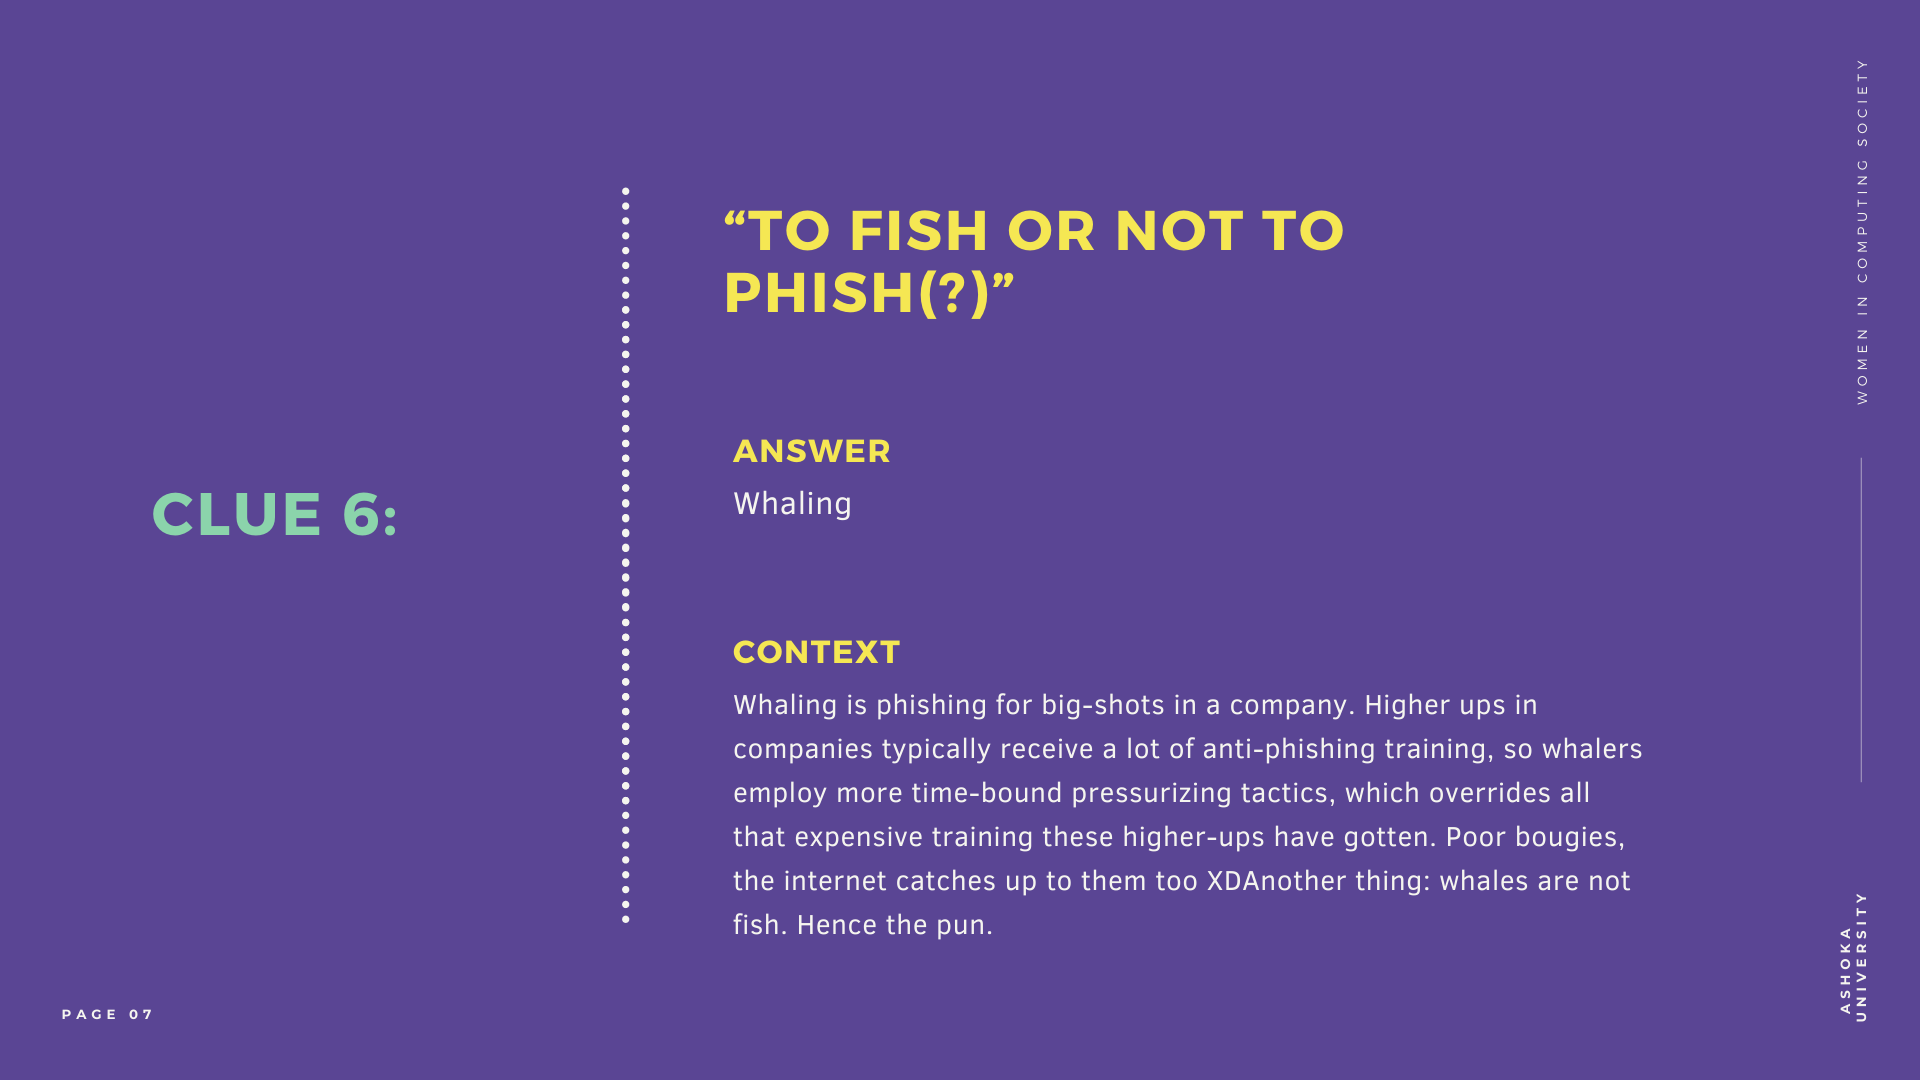 CLUE 6:
“TO FISH OR NOT TO
PHISH(?)”
ANSWER
Whaling
CONTEXT
Whaling is phishing for big-shots in a company. Higher ups in
companies typically receive a lot of anti-phishing training, so whalers
employ more time-bound pressurizing tactics, which overrides all
that expensive training these higher-ups have gotten. Poor bougies,
the internet catches up to them too XDAnother thing: whales are not
fish. Hence the pun.
WOMEN IN COMPUTING SOCIETY
ASHOKA
UNIVERSITY
PAGE 07